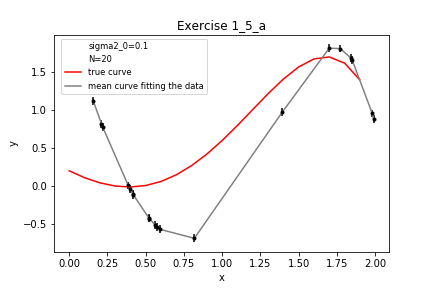 Exercise 1_5_a
sigma2_0=0.1
N=20
true curve
mean curve fitting the data
1.5
1.0
0.5
0.0
−0.5
y
0.00 0.25 0.50 0.75 1.00 1.25 1.50 1.75 2.00
x